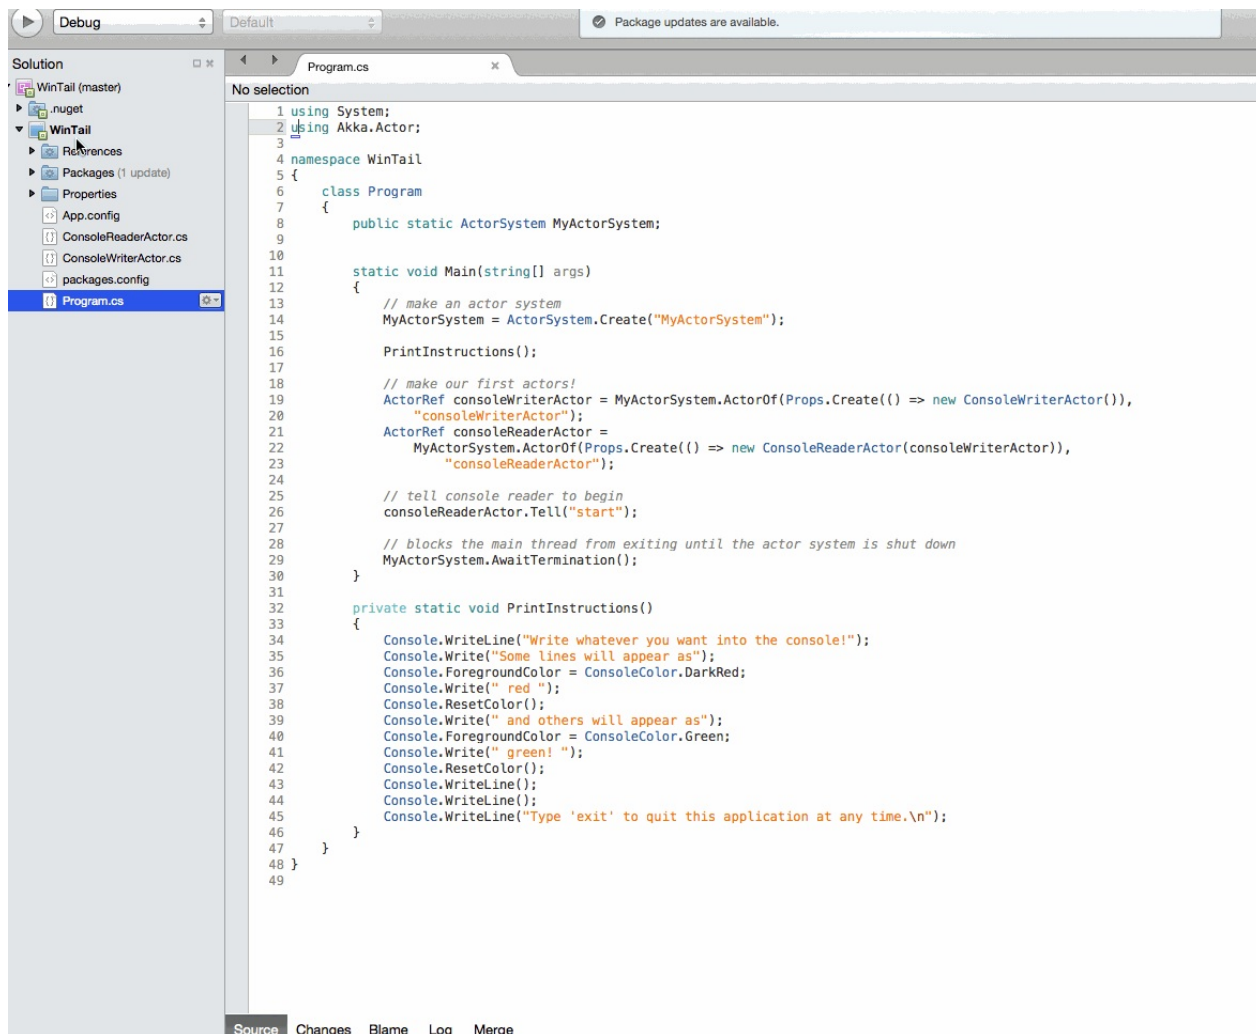 Debug
Default
Package updates are available.
Solution
Program.cs
WinTail (master)
No selection
.nuget
WinTail
References
Packages (1 update)
Properties
App.config
ConsoleReaderActor.cs
ConsoleWriterActor.cs
packages.config
Program.cs
1 using System;
2 using Akka.Actor;
3
4 namespace WinTail
5 {
6     class Program
7     {
8         public static ActorSystem MyActorSystem;
9
10
11         static void Main(string[] args)
12         {
13             // make an actor system
14             MyActorSystem = ActorSystem.Create("MyActorSystem");
15
16             PrintInstructions();
17
18             // make our first actors!
19             ActorRef consoleWriterActor = MyActorSystem.ActorOf(Props.Create(() => new ConsoleWriterActor()),
20                 "consoleWriterActor");
21             ActorRef consoleReaderActor =
22                 MyActorSystem.ActorOf(Props.Create(() => new ConsoleReaderActor(consoleWriterActor)),
23                     "consoleReaderActor");
24
25             // tell console reader to begin
26             consoleReaderActor.Tell("start");
27
28             // blocks the main thread from exiting until the actor system is shut down
29             MyActorSystem.AwaitTermination();
30         }
31
32         private static void PrintInstructions()
33         {
34             Console.WriteLine("Write whatever you want into the console!");
35             Console.Write("Some lines will appear as");
36             Console.ForegroundColor = ConsoleColor.DarkRed;
37             Console.Write(" red ");
38             Console.ResetColor();
39             Console.Write(" and others will appear as");
40             Console.ForegroundColor = ConsoleColor.Green;
41             Console.Write(" green! ");
42             Console.ResetColor();
43             Console.WriteLine();
44             Console.WriteLine();
45             Console.WriteLine("Type 'exit' to quit this application at any time.\n");
46         }
47     }
48 }
49
Source Changes Blame Log Merge